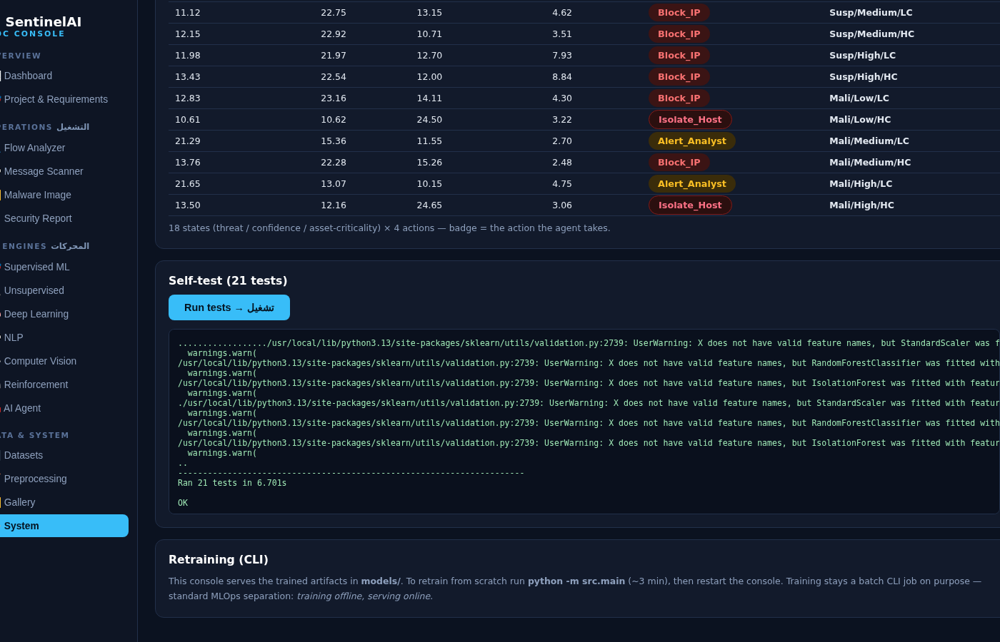 SentinelAI
OC CONSOLE
VERVIEW
Dashboard
Project & Requirements
PERATIONS التشغيل
Flow Analyzer
Message Scanner
Malware Image
Security Report
ENGINES المحركات
Supervised ML
Unsupervised
Deep Learning
NLP
Computer Vision
Reinforcement
AI Agent
ATA & SYSTEM
Datasets
Preprocessing
Gallery
System
11.12 22.75 13.15 4.62 Block_IP Susp/Medium/LC
12.15 22.92 10.71 3.51 Block_IP Susp/Medium/HC
11.98 21.97 12.70 7.93 Block_IP Susp/High/LC
13.43 22.54 12.00 8.84 Block_IP Susp/High/HC
12.83 23.16 14.11 4.30 Block_IP Mali/Low/LC
10.61 10.62 24.50 3.22 Isolate_Host Mali/Low/HC
21.29 15.36 11.55 2.70 Alert_Analyst Mali/Medium/LC
13.76 22.28 15.26 2.48 Block_IP Mali/Medium/HC
21.65 13.07 10.15 4.75 Alert_Analyst Mali/High/LC
13.50 12.16 24.65 3.06 Isolate_Host Mali/High/HC
18 states (threat / confidence / asset-criticality) × 4 actions — badge = the action the agent takes.
Self-test (21 tests)
Run tests → تشغيل
................../usr/local/lib/python3.13/site-packages/sklearn/utils/validation.py:2739: UserWarning: X does not have valid feature names, but StandardScaler was f
warnings.warn(
/usr/local/lib/python3.13/site-packages/sklearn/utils/validation.py:2739: UserWarning: X does not have valid feature names, but RandomForestClassifier was fitted with
warnings.warn(
/usr/local/lib/python3.13/site-packages/sklearn/utils/validation.py:2739: UserWarning: X does not have valid feature names, but IsolationForest was fitted with featur
warnings.warn(
./usr/local/lib/python3.13/site-packages/sklearn/utils/validation.py:2739: UserWarning: X does not have valid feature names, but StandardScaler was fitted with featur
warnings.warn(
/usr/local/lib/python3.13/site-packages/sklearn/utils/validation.py:2739: UserWarning: X does not have valid feature names, but RandomForestClassifier was fitted with
warnings.warn(
/usr/local/lib/python3.13/site-packages/sklearn/utils/validation.py:2739: UserWarning: X does not have valid feature names, but IsolationForest was fitted with featur
warnings.warn(
..
----------------------------------------------------------------------
Ran 21 tests in 6.701s
OK
Retraining (CLI)
This console serves the trained artifacts in models/. To retrain from scratch run python -m src.main (~3 min), then restart the console. Training stays a batch CLI job on purpose —
standard MLOps separation: training offline, serving online.